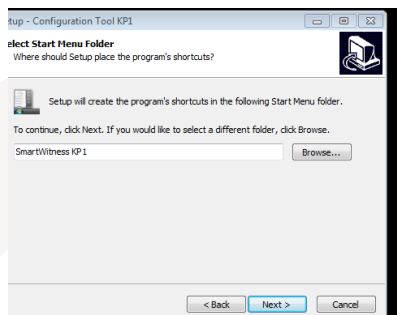 etup - Configuration Tool KP1
elect Start Menu Folder
Where should Setup place the program's shortcuts?
Setup will create the program's shortcuts in the following Start Menu folder.
To continue, click Next. If you would like to select a different folder, click Browse.
SmartWitness KP1
Browse...
< Back
Next >
Cancel